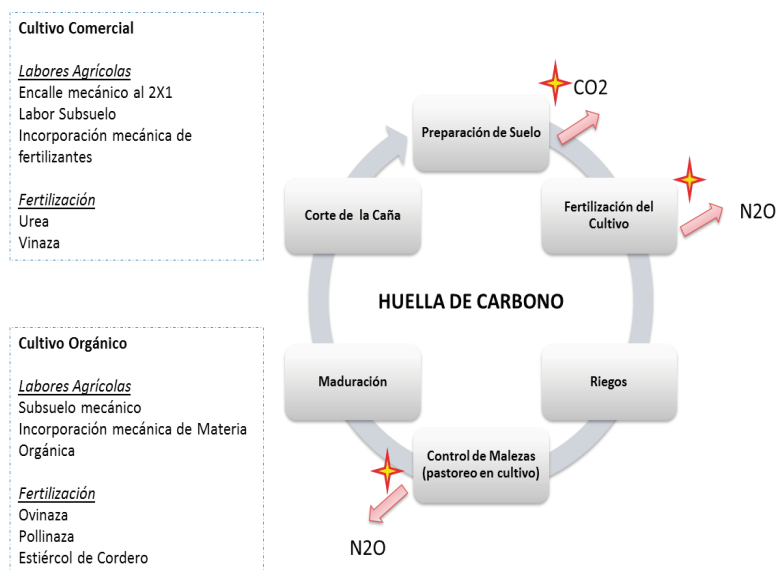 Cultivo Comercial
Labores Agrícolas
Encalle mecánico al 2X1
Labor Subsuelo
Incorporación mecánica de
fertilizantes
Fertilización
Urea
Vinaza
Cultivo Orgánico
Labores Agrícolas
Subsuelo mecánico
Incorporación mecánica de Materia
Orgánica
Fertilización
Ovinaza
Pollinaza
Estiércol de Cordero
CO2
Preparación de Suelo
Fertilización del
Cultivo
N2O
Riegos
Control de Malezas
(pastoreo en cultivo)
N2O
Maduración
Corte de la Caña
HUELLA DE CARBONO